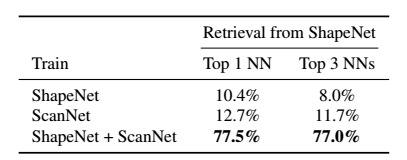 Retrieval from ShapeNet
Train Top 1 NN Top 3 NNs
ShapeNet 10.4% 8.0%
ScanNet 12.7% 11.7%
ShapeNet + ScanNet 77.5% 77.0%